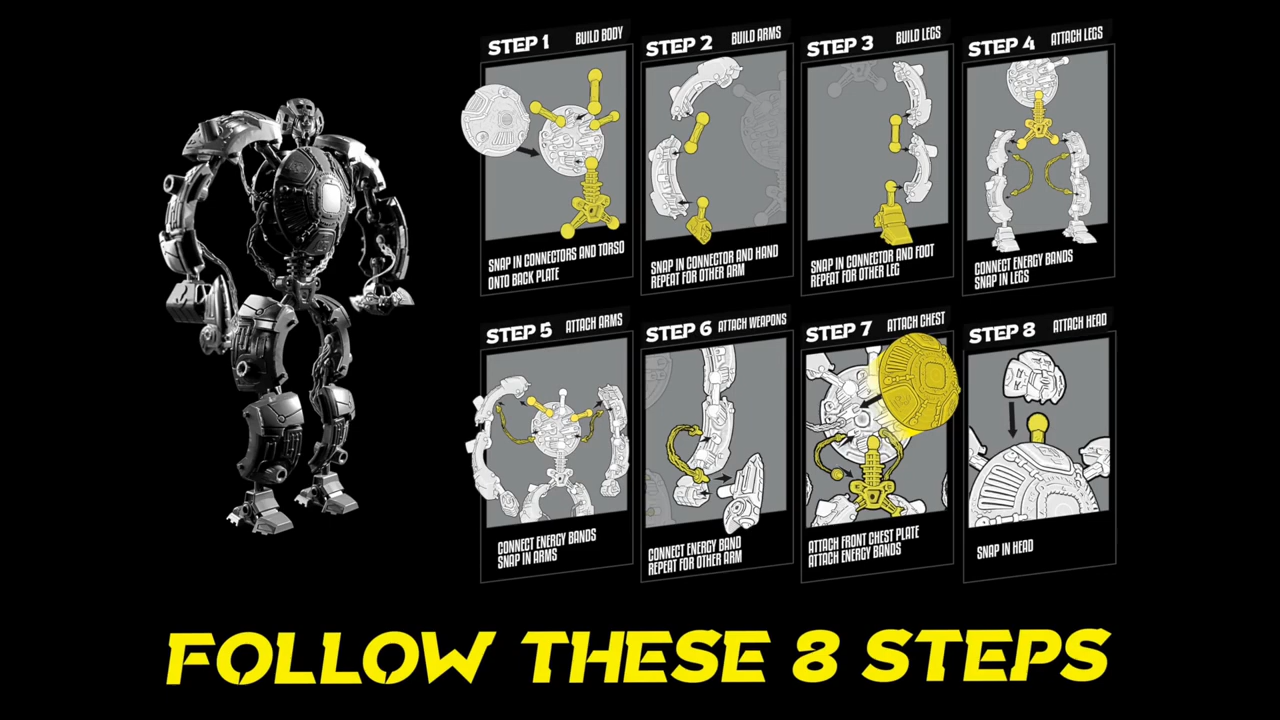 STEP 1 BUILD BODY
SNAP IN CONNECTORS AND TORSO
ONTO BACK PLATE
STEP 2 BUILD ARMS
SNAP IN CONNECTOR AND HAND
REPEAT FOR OTHER ARM
STEP 3 BUILD LEGS
SNAP IN CONNECTOR AND FOOT
REPEAT FOR OTHER LEG
STEP 4 ATTACH LEGS
CONNECT ENERGY BANDS
SNAP IN LEGS
STEP 5 ATTACH ARMS
CONNECT ENERGY BANDS
SNAP IN ARMS
STEP 6 ATTACH WEAPONS
CONNECT ENERGY BAND
REPEAT FOR OTHER ARM
STEP 7 ATTACH CHEST
ATTACH FRONT CHEST PLATE
ATTACH ENERGY BANDS
STEP 8 ATTACH HEAD
SNAP IN HEAD
FOLLOW THESE 8 STEPS